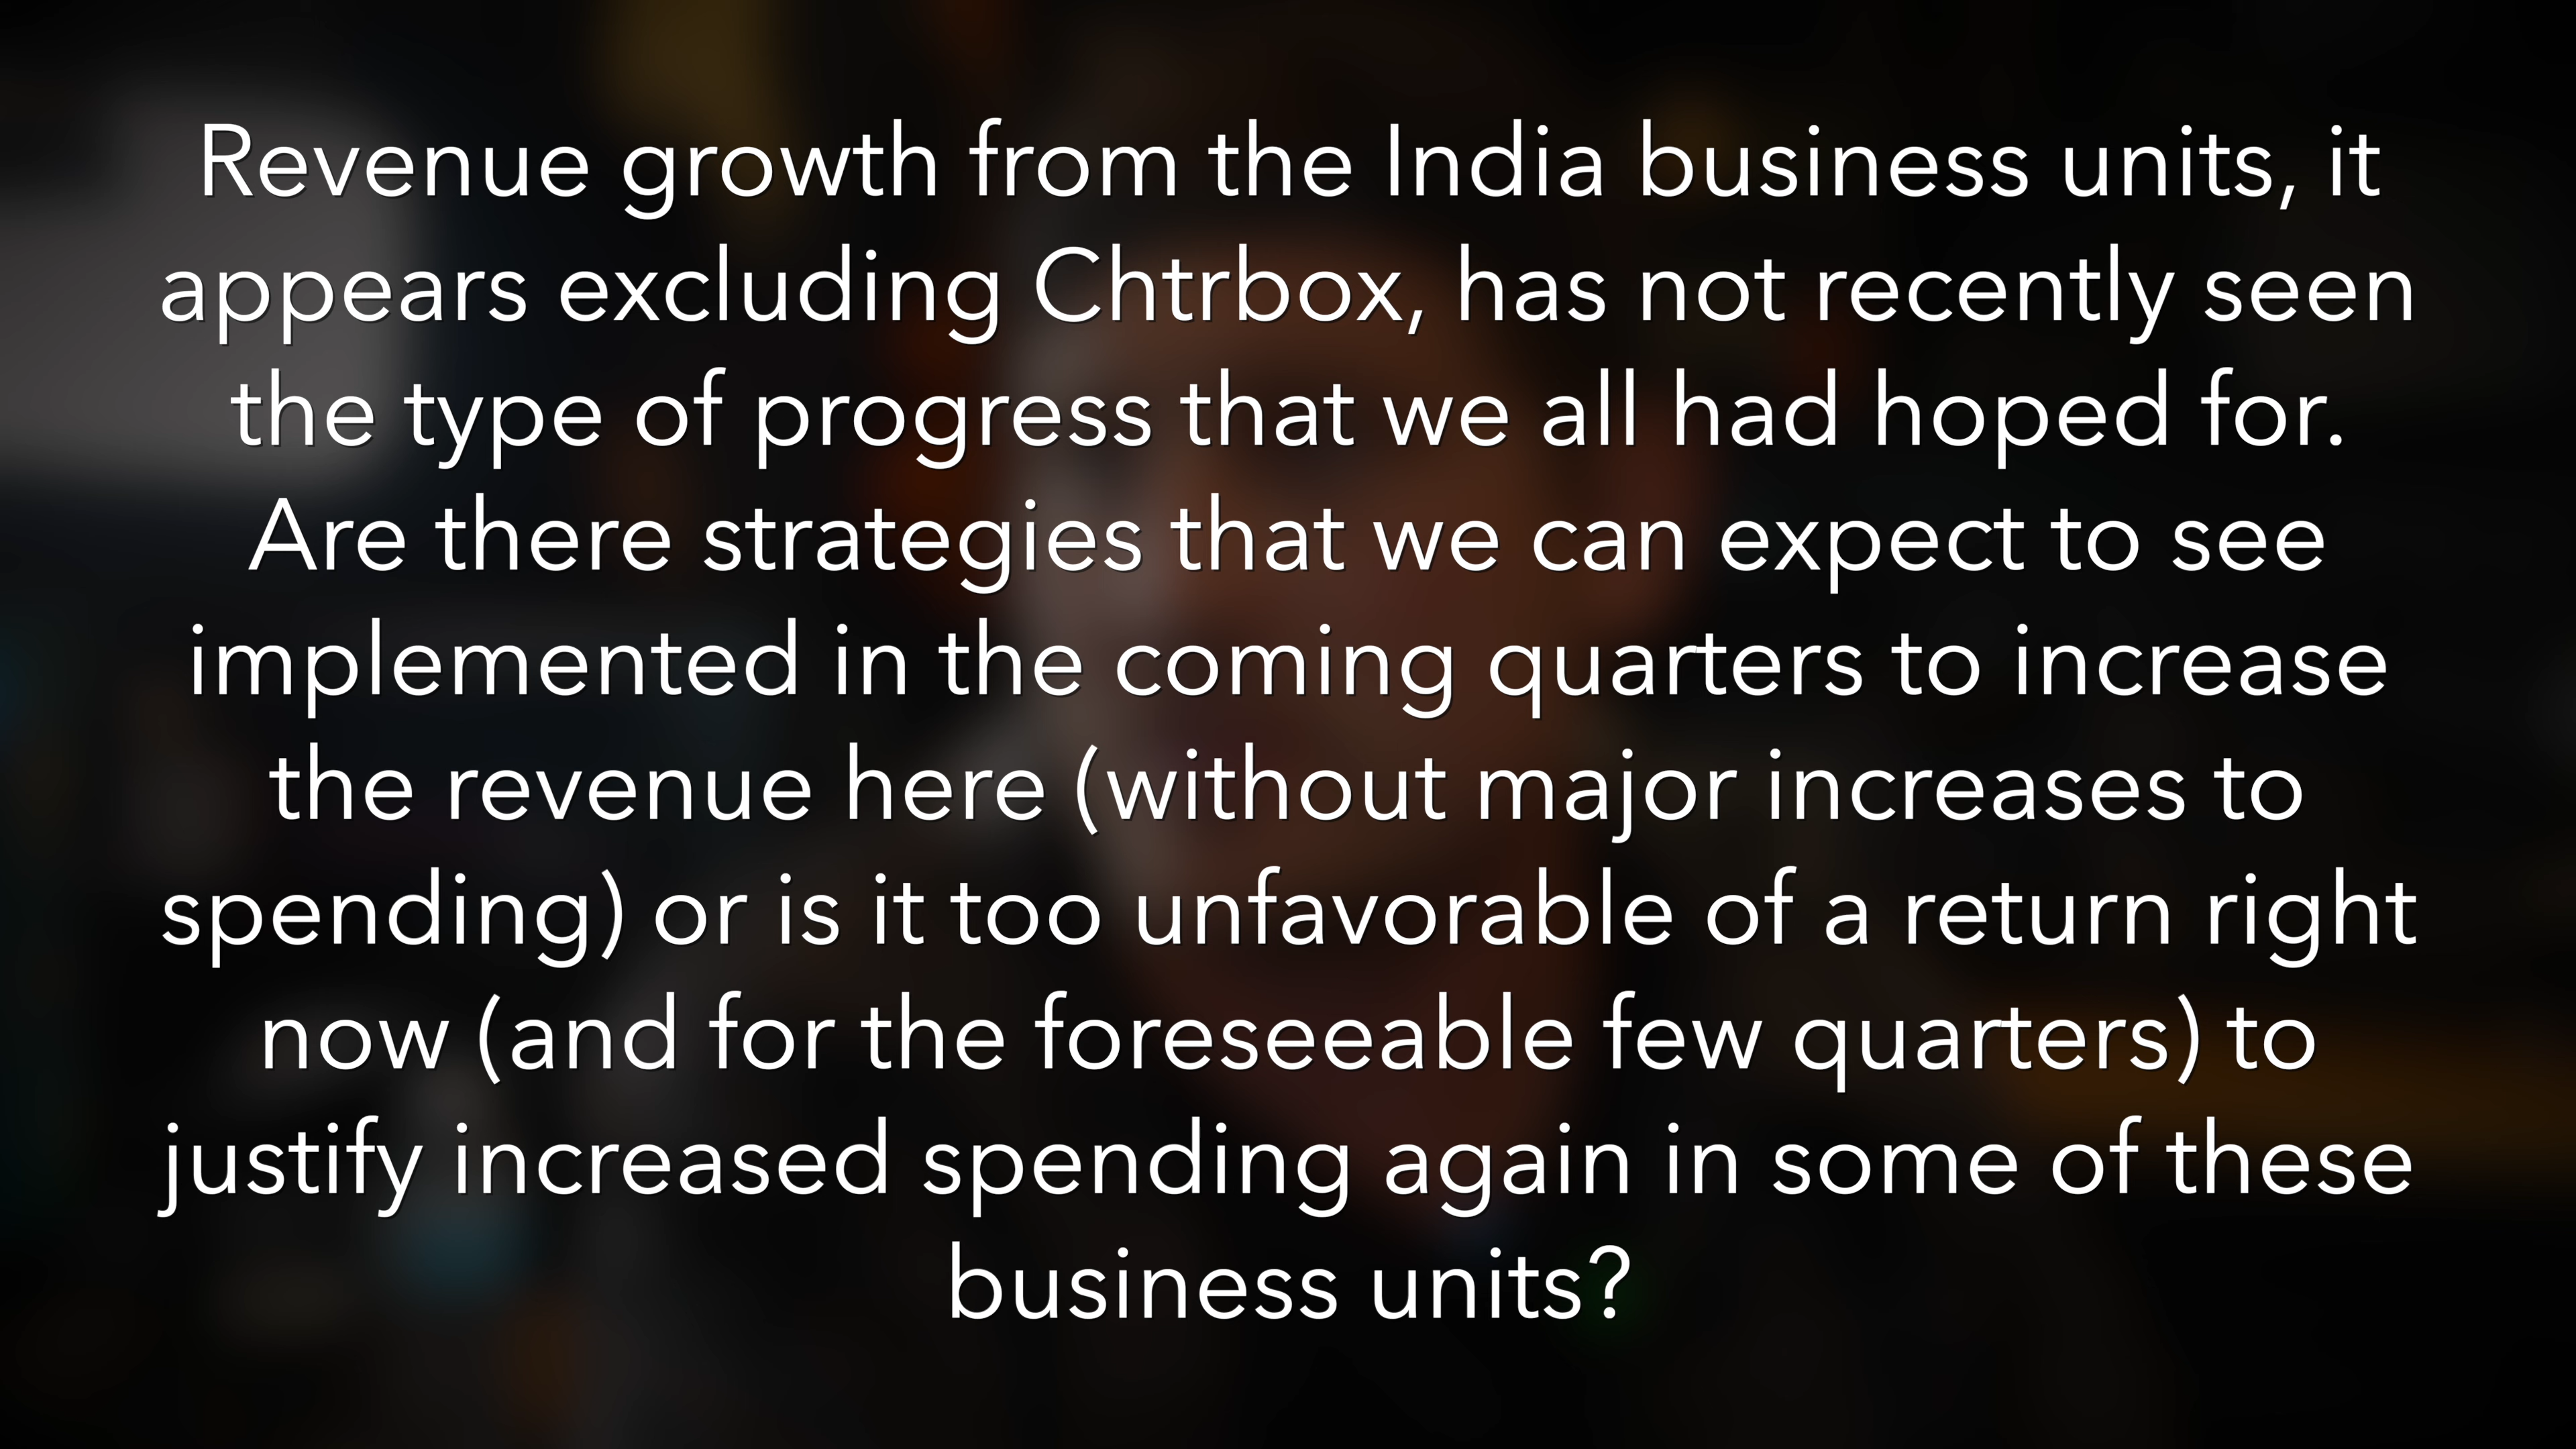 Revenue growth from the India business units, it
appears excluding Chtrbox, has not recently seen
the type of progress that we all had hoped for.
Are there strategies that we can expect to see
implemented in the coming quarters to increase
the revenue here (without major increases to
spending) or is it too unfavorable of a return right
now (and for the foreseeable few quarters) to
justify increased spending again in some of these
business units?